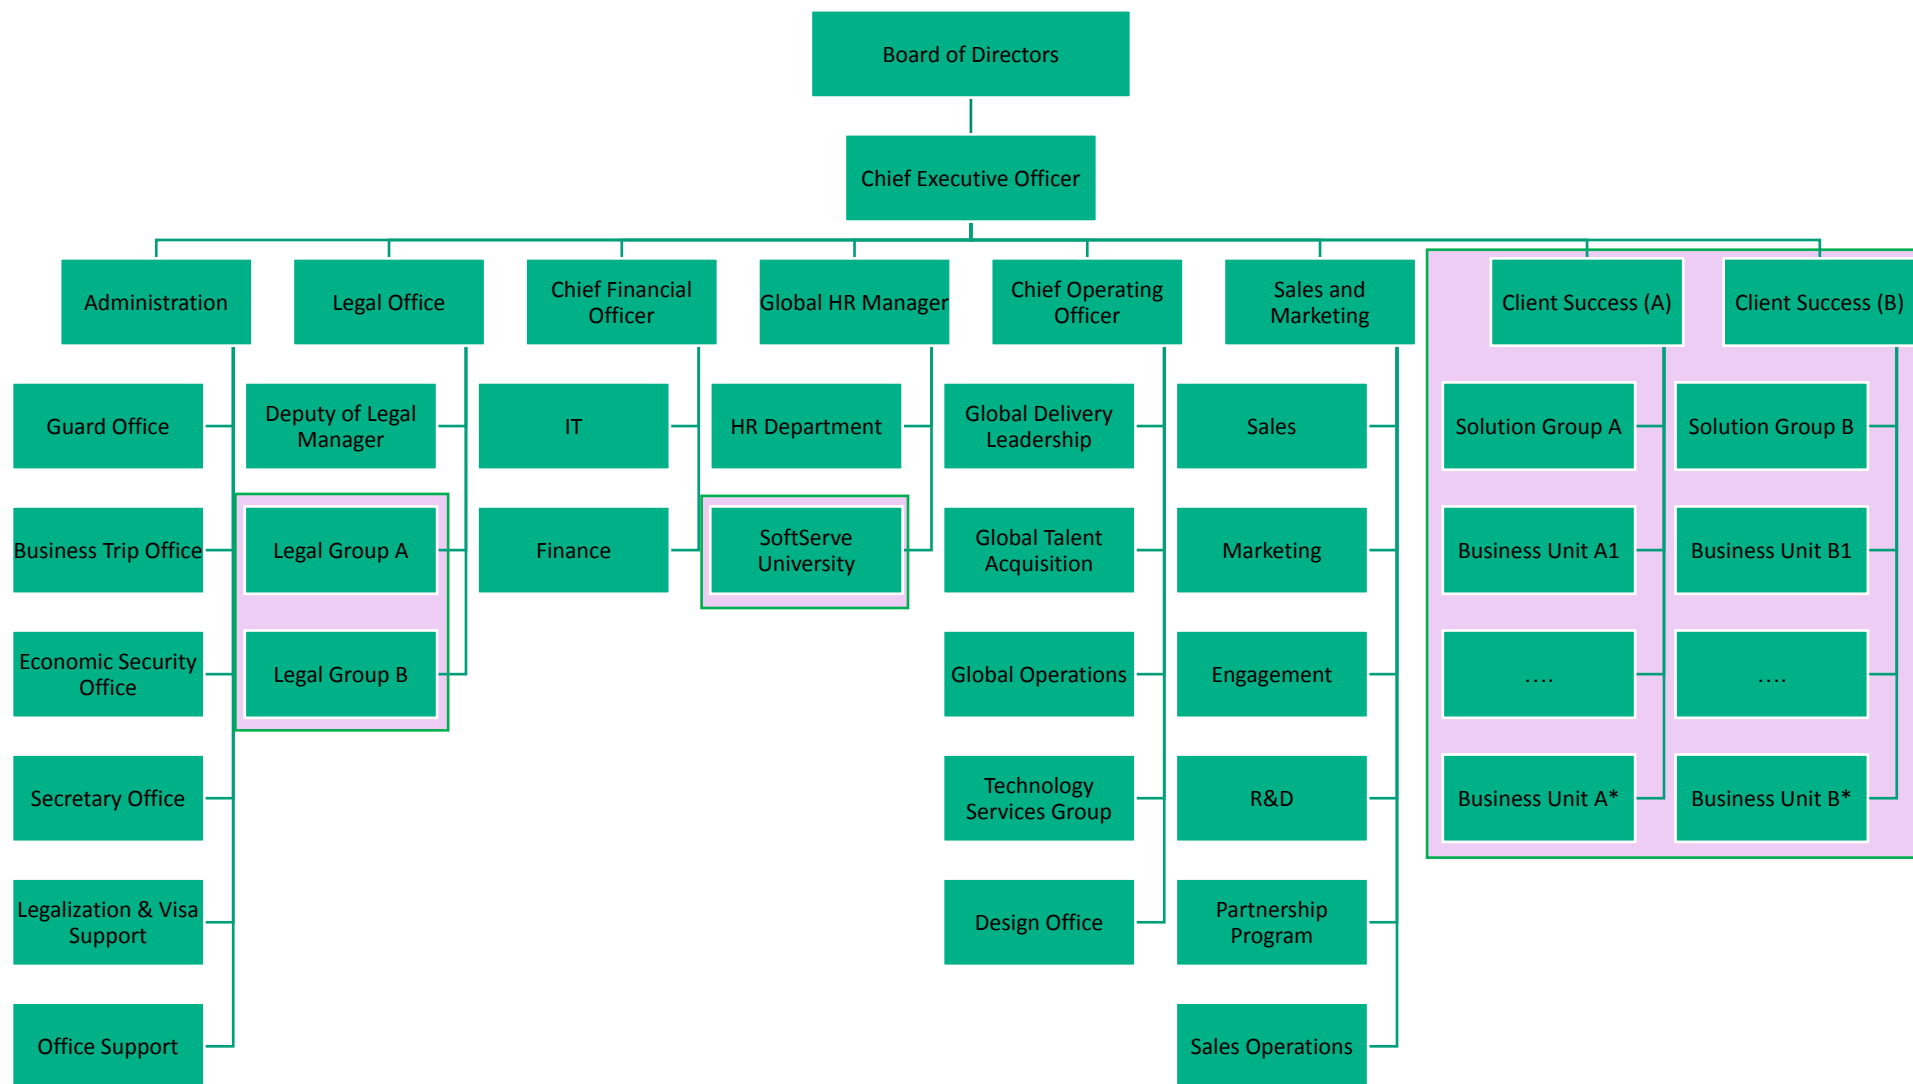 Board of Directors
Chief Executive Officer
Administration
Legal Office
Chief Financial
Officer
Global HR Manager
Chief Operating
Officer
Sales and
Marketing
Client Success (A)
Client Success (B)
Guard Office
Deputy of Legal
Manager
IT
HR Department
Global Delivery
Leadership
Sales
Solution Group A
Solution Group B
Business Trip Office
Legal Group A
Finance
SoftServe
University
Global Talent
Acquisition
Marketing
Business Unit A1
Business Unit B1
Economic Security
Office
Legal Group B
Global Operations
Engagement
....
....
Secretary Office
Technology
Services Group
R&D
Business Unit A*
Business Unit B*
Legalization & Visa
Support
Design Office
Partnership
Program
Office Support
Sales Operations